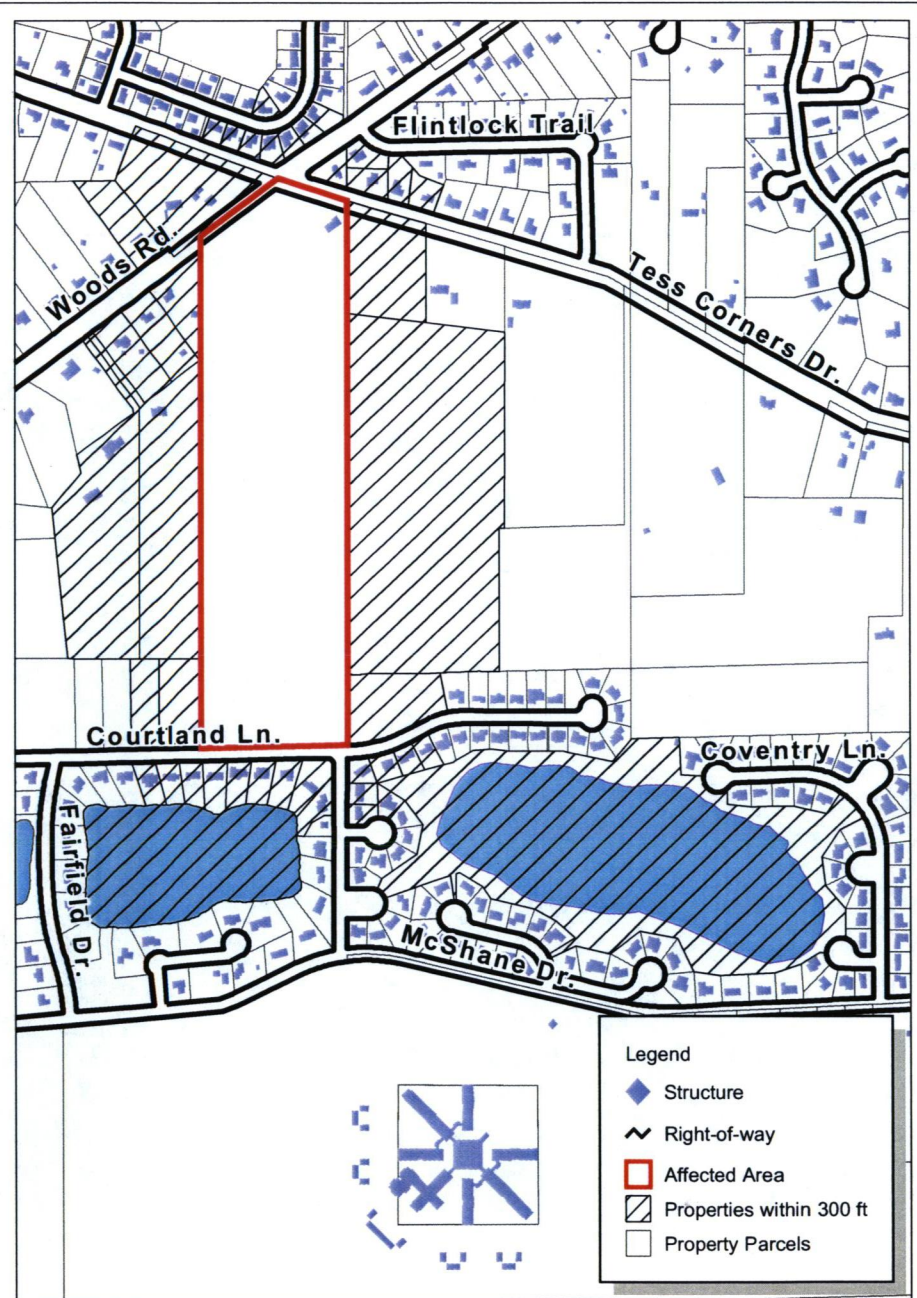 Flintlock Trail
Woods Rd.
Tess Corners Dr.
Courtland Ln.
Coventry Ln.
Fairfield Dr.
McShane Dr.
Legend
Structure
Right-of-way
Affected Area
Properties within 300 ft
Property Parcels